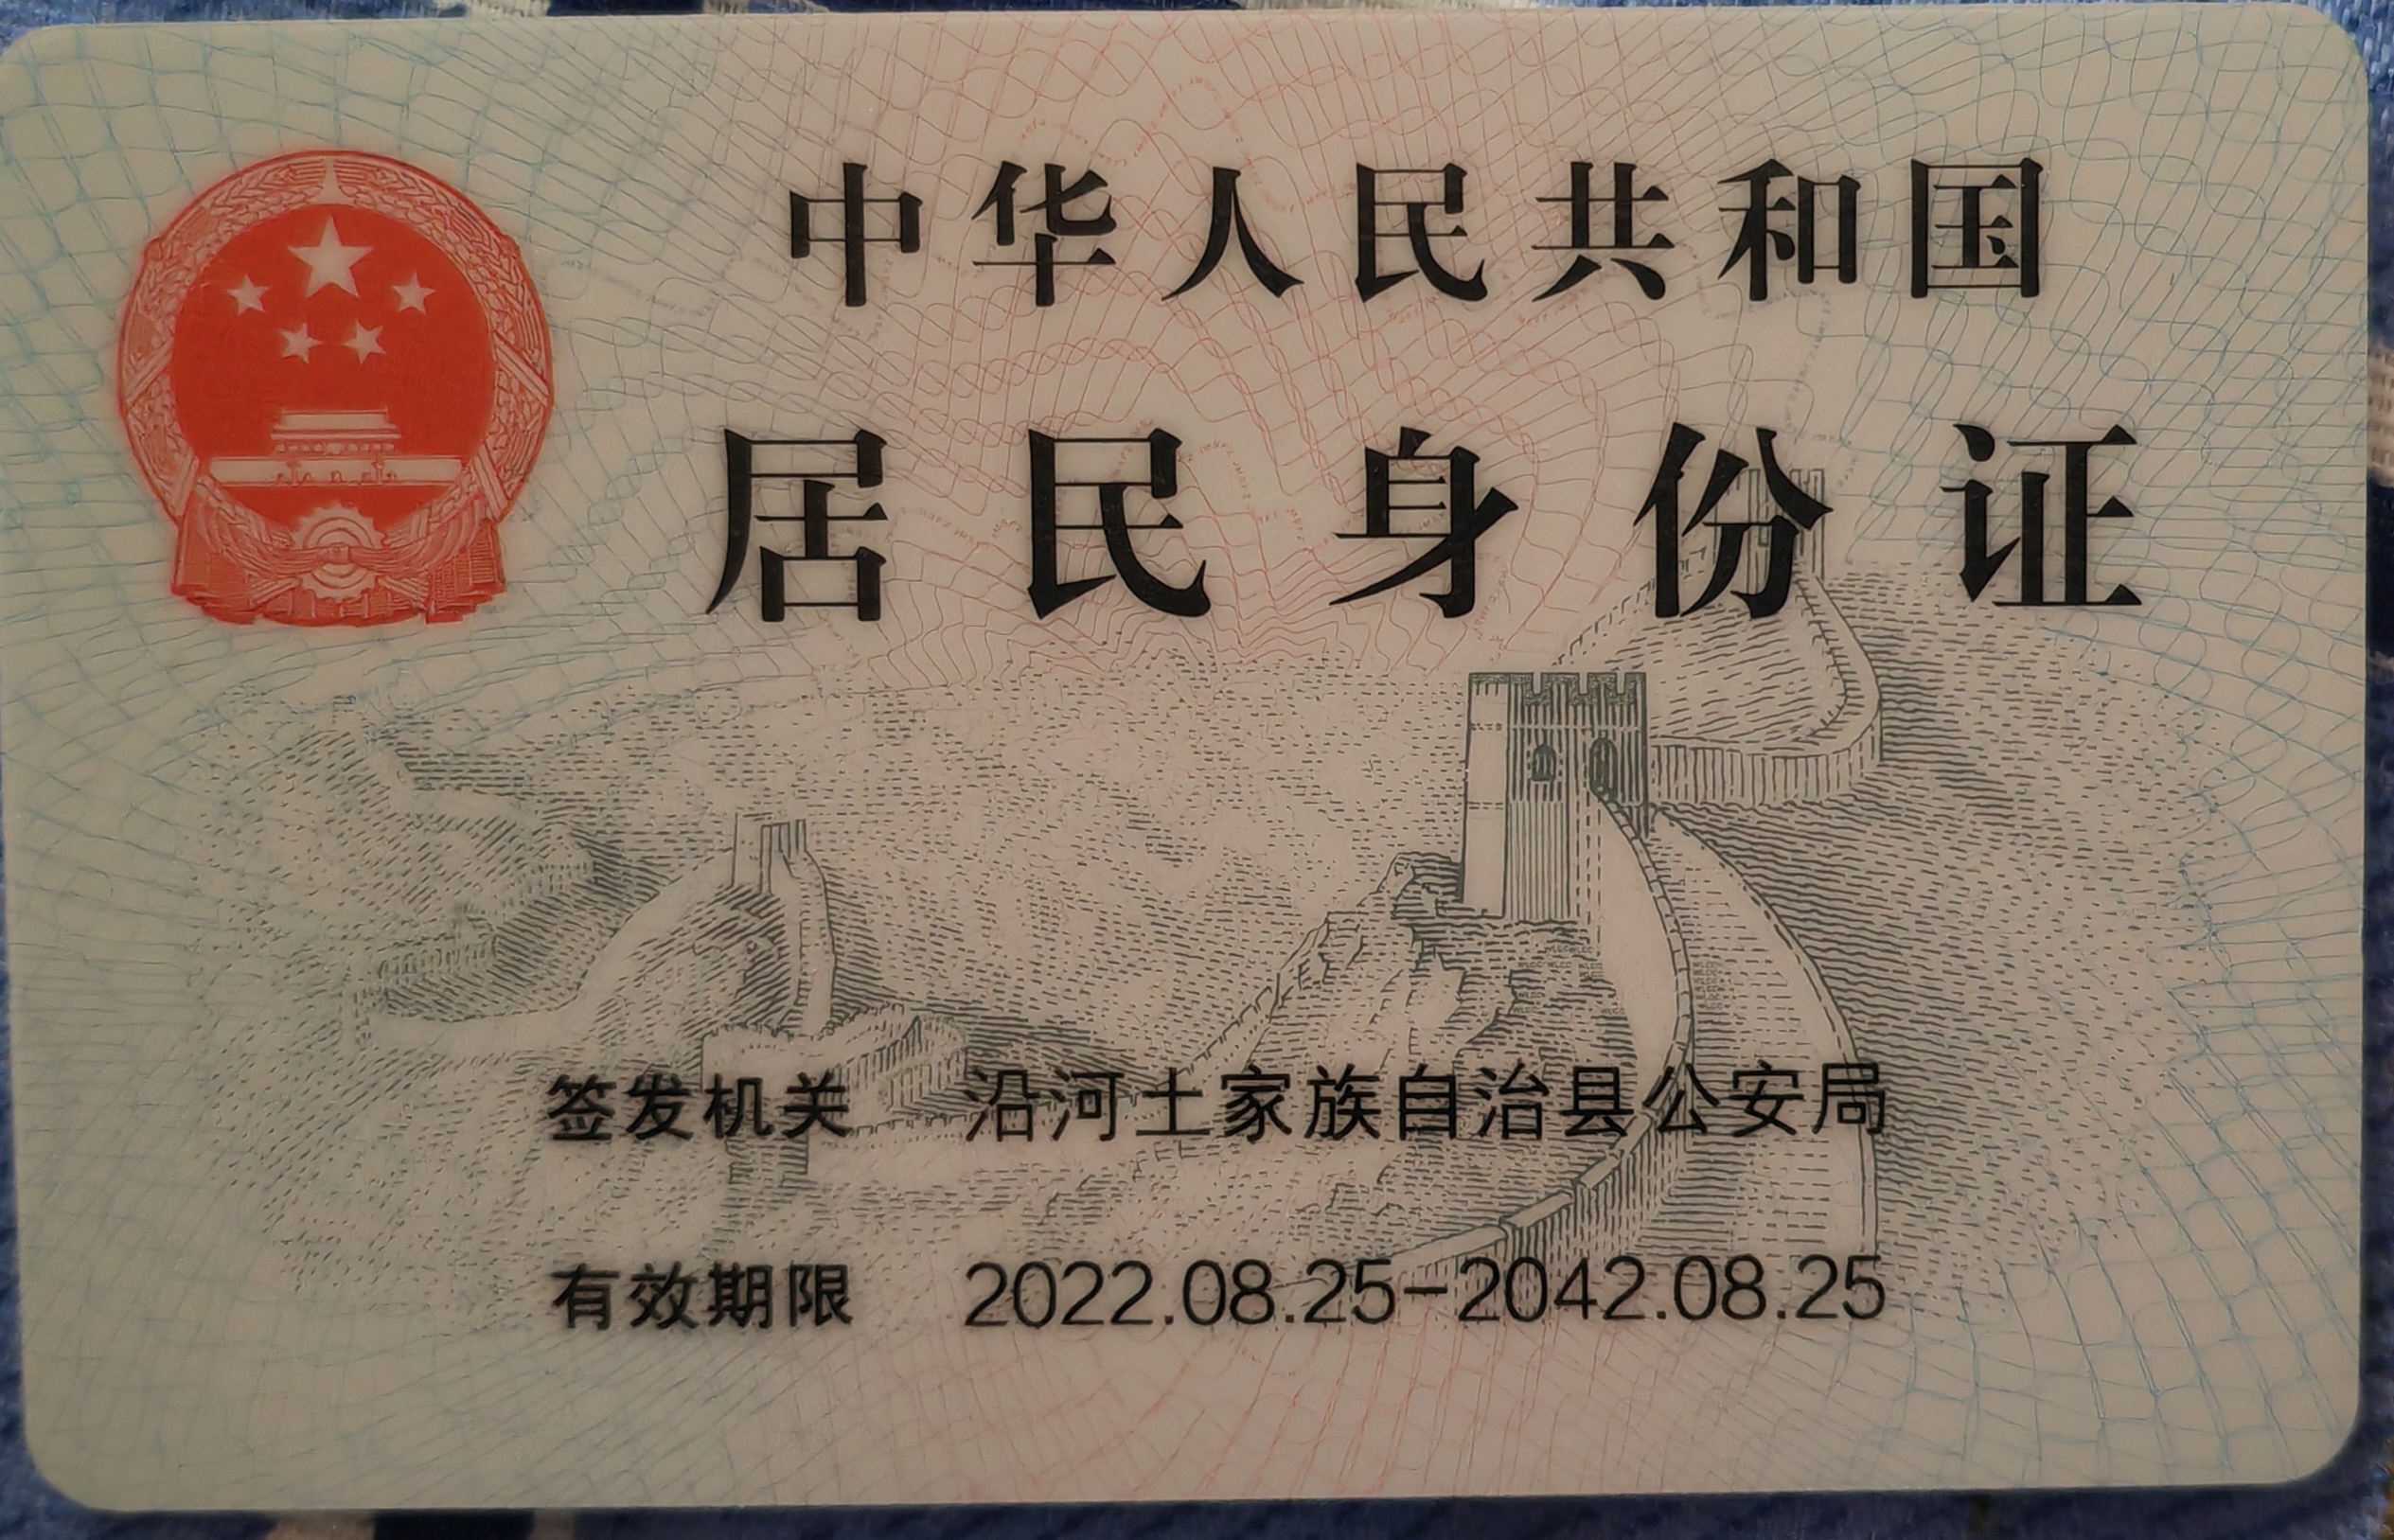 中华人民共和国
居民身份证
签发机关 沿河土家族自治县公安局
有效期限 2022.08.25-2042.08.25